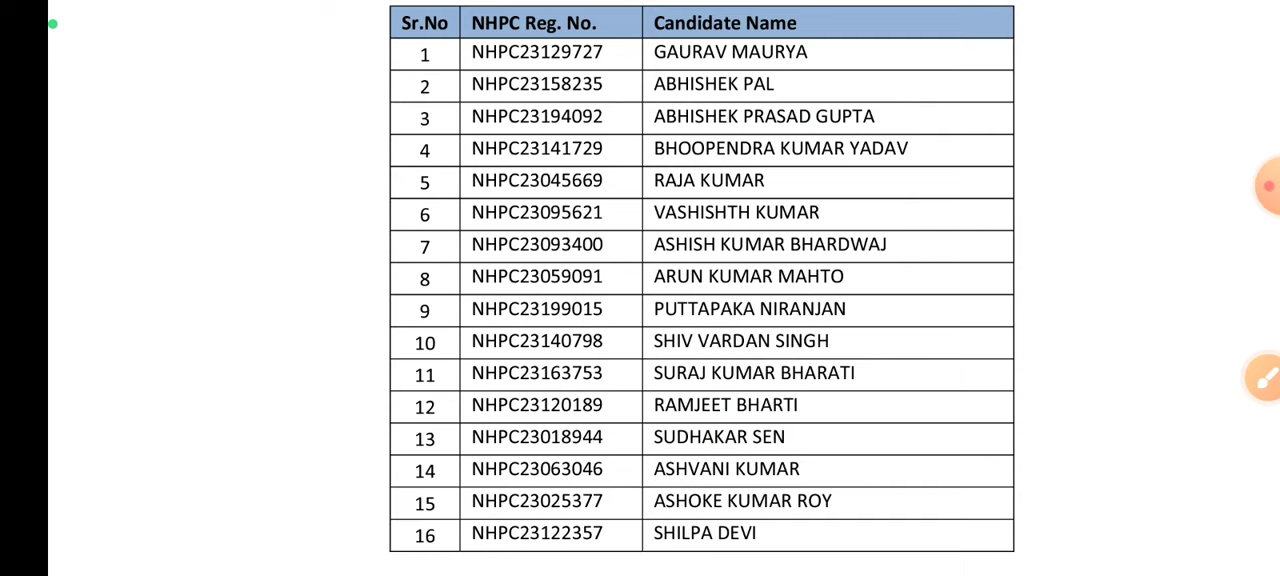 Sr.No NHPC Reg. No. Candidate Name
1 NHPC23129727 GAURAV MAURYA
2 NHPC23158235 ABHISHEK PAL
3 NHPC23194092 ABHISHEK PRASAD GUPTA
4 NHPC23141729 BHOOPENDRA KUMAR YADAV
5 NHPC23045669 RAJA KUMAR
6 NHPC23095621 VASHISHTH KUMAR
7 NHPC23093400 ASHISH KUMAR BHARDWAJ
8 NHPC23059091 ARUN KUMAR MAHTO
9 NHPC23199015 PUTTAPAKA NIRANJAN
10 NHPC23140798 SHIV VARDAN SINGH
11 NHPC23163753 SURAJ KUMAR BHARATI
12 NHPC23120189 RAMJEET BHARTI
13 NHPC23018944 SUDHAKAR SEN
14 NHPC23063046 ASHVANI KUMAR
15 NHPC23025377 ASHOKE KUMAR ROY
16 NHPC23122357 SHILPA DEVI